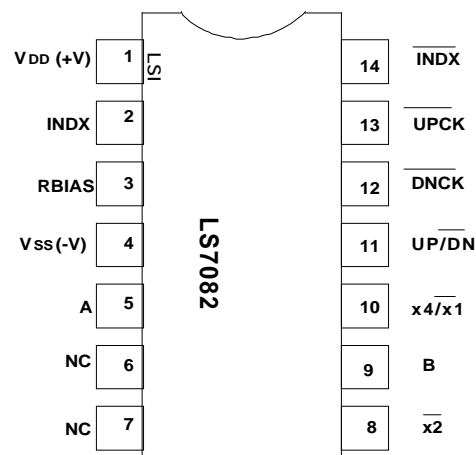 VDD (+V) 1 LSI 14 INDX
INDX 2 13 UPCK
RBIAS 3 12 DNCK
VSS (-V) 4 LS7082 11 UP/DN
A 5 10 x4/x1
NC 6 9 B
NC 7 8 x2